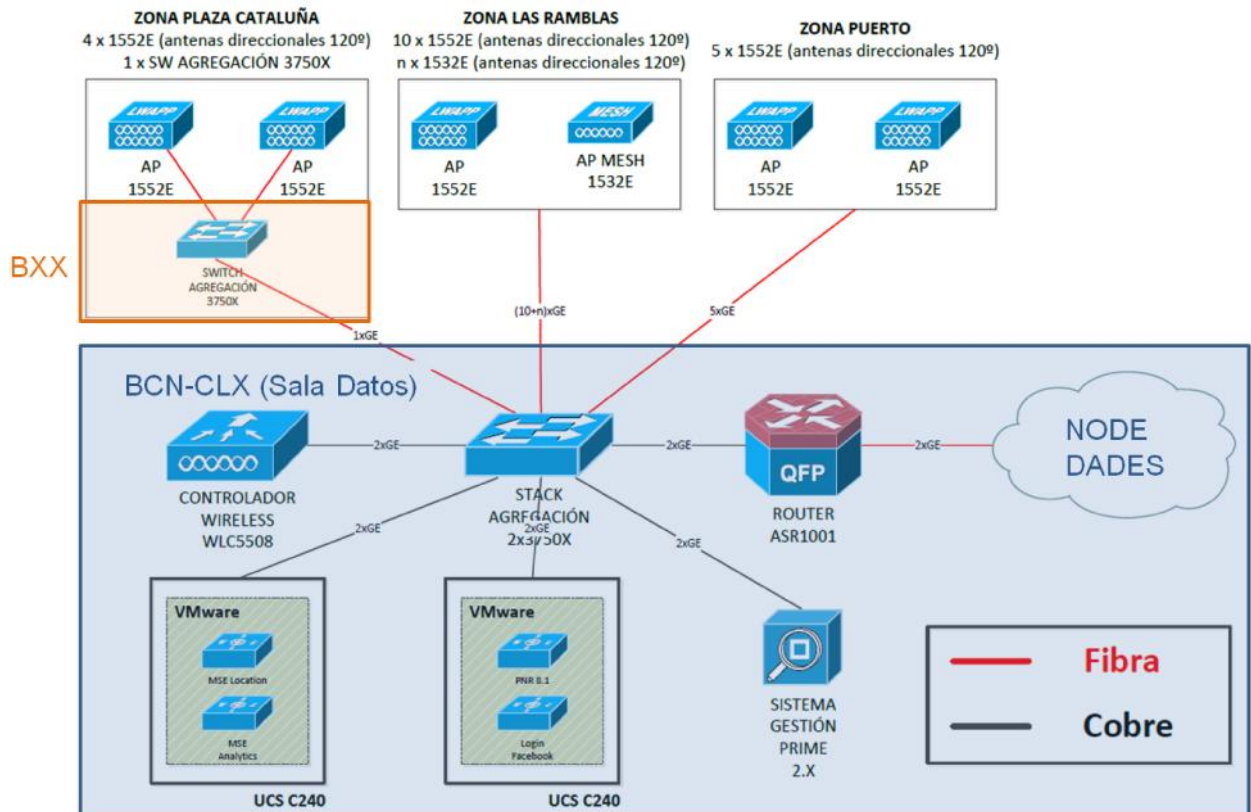 ZONA PLAZA CATALUÑA
4 x 1552E (antenas direccionales 120º)
1 x SW AGREGACIÓN 3750X
ZONA LAS RAMBLAS
10 x 1552E (antenas direccionales 120º)
n x 1532E (antenas direccionales 120º)
ZONA PUERTO
5 x 1552E (antenas direccionales 120º)
LWAPP
LWAPP
LWAPP
MESH
LWAPP
LWAPP
AP
1552E
AP
1552E
AP
1552E
AP MESH
1532E
AP
1552E
AP
1552E
BXX
SWITCH
AGREGACIÓN
3750X
1xGE
(10+n)xGE
5xGE
BCN-CLX (Sala Datos)
2xGE
2xGE
2xGE
QFP
NODE
DADES
CONTROLADOR
WIRELESS
WLC5508
STACK
AGREGACIÓN
2x3750X
ROUTER
ASR1001
2xGE
2xGE
2xGE
VMware
MSE Location
MSE
Analytics
UCS C240
VMware
PNR 8.1
Login
Facebook
UCS C240
SISTEMA
GESTIÓN
PRIME
2.X
Fibra
Cobre